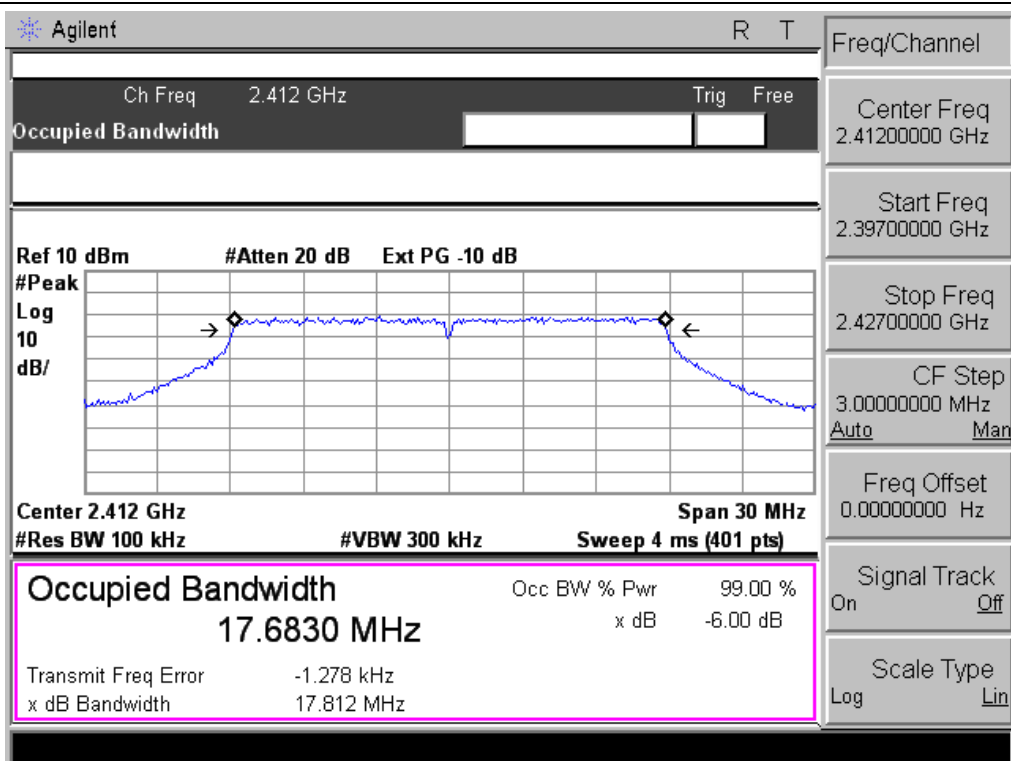 Agilent R T
Ch Freq 2.412 GHz Trig Free
Occupied Bandwidth
Ref 10 dBm #Atten 20 dB Ext PG -10 dB
#Peak
Log
10
dB/
Center 2.412 GHz Span 30 MHz
#Res BW 100 kHz #VBW 300 kHz Sweep 4 ms (401 pts)
Occupied Bandwidth Occ BW % Pwr 99.00 %
17.6830 MHz x dB -6.00 dB
Transmit Freq Error -1.278 kHz
x dB Bandwidth 17.812 MHz
Freq/Channel
Center Freq
2.41200000 GHz
Start Freq
2.39700000 GHz
Stop Freq
2.42700000 GHz
CF Step
3.00000000 MHz
Auto Man
Freq Offset
0.00000000 Hz
Signal Track
On Off
Scale Type
Log Lin